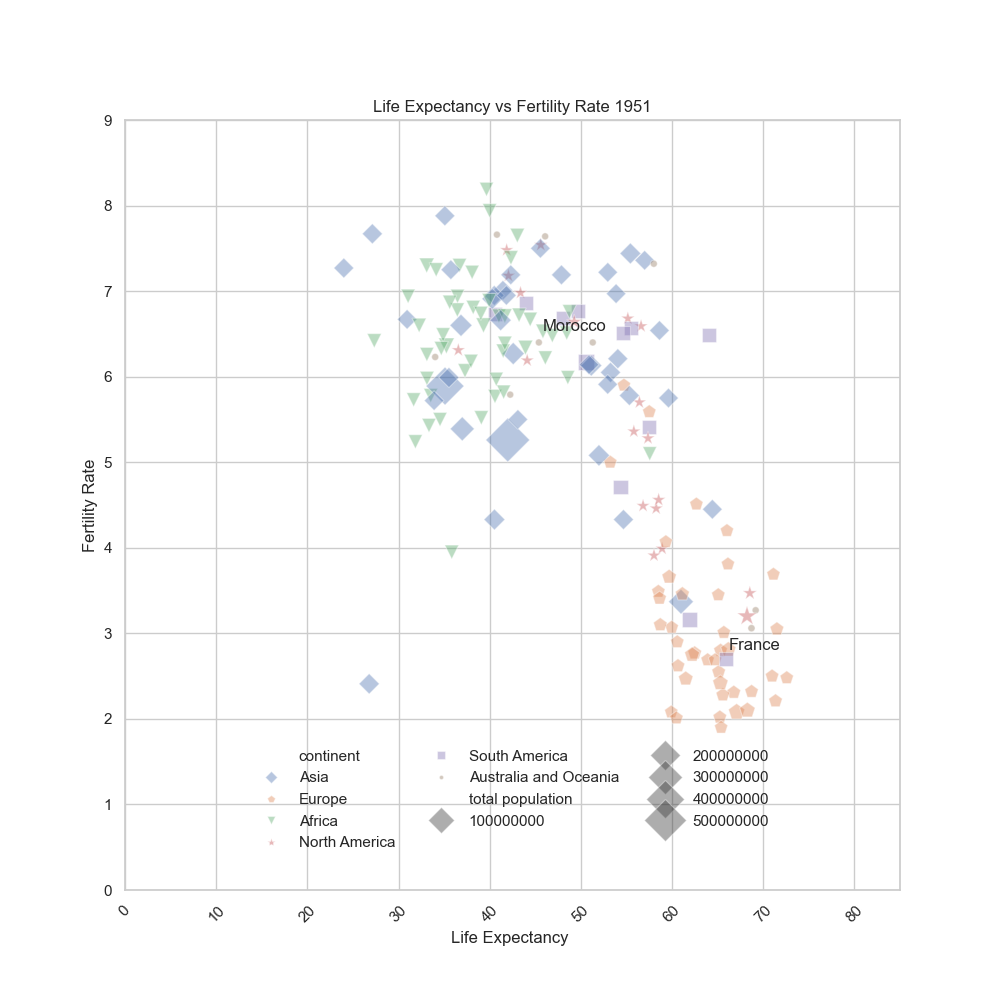 Life Expectancy vs Fertility Rate 1951
9
8
7
6
5
4
3
2
1
0
Fertility Rate
Morocco
France
continent
Asia
Europe
Africa
North America
South America
Australia and Oceania
total population
100000000
200000000
300000000
400000000
500000000
0
10
20
30
40
50
60
70
80
Life Expectancy